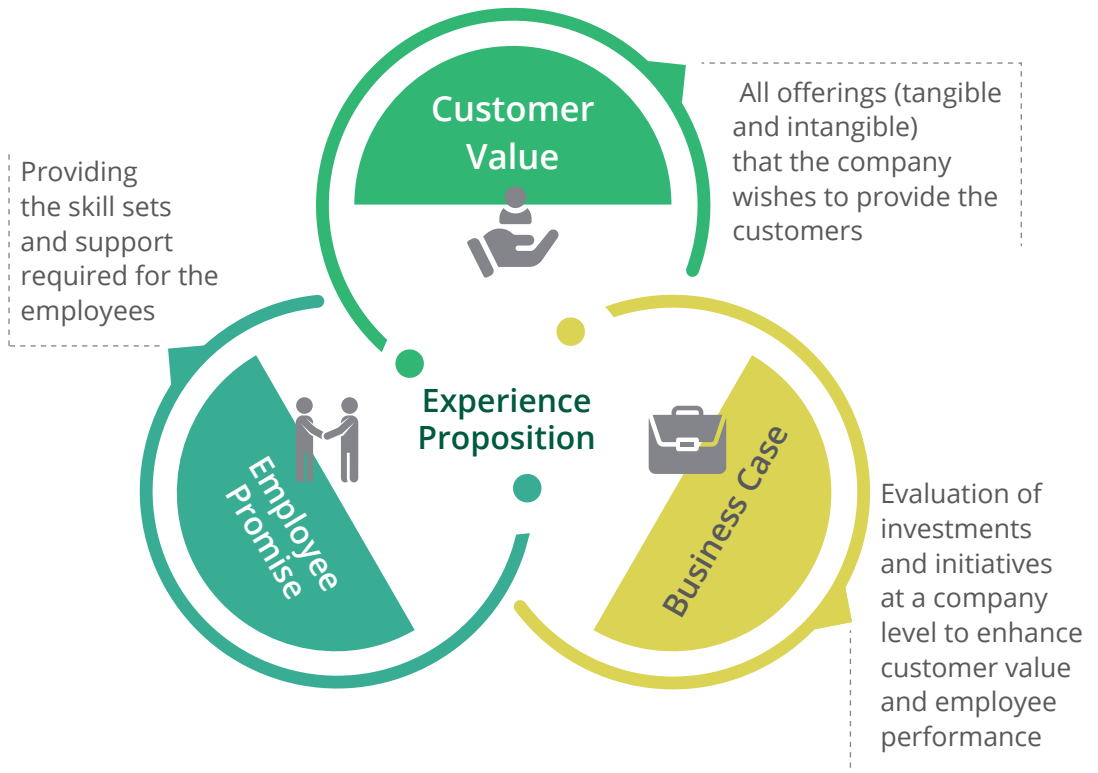 Customer
Value
All offerings (tangible
and intangible)
that the company
wishes to provide the
customers
Providing
the skill sets
and support
required for the
employees
Experience
Proposition
Employee
Promise
Business Case
Evaluation of
investments
and initiatives
at a company
level to enhance
customer value
and employee
performance